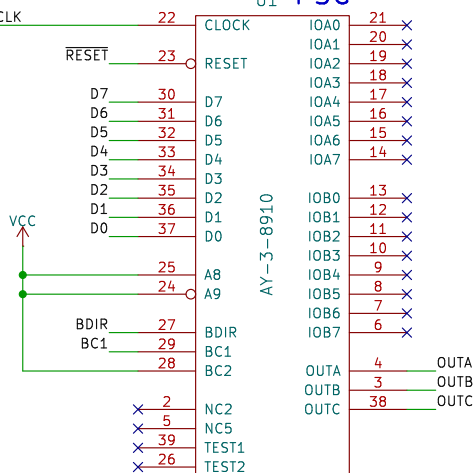 U1 PSG
CLK 22 CLOCK IOA0 21
IOA1 20
RESET 23 RESET IOA2 19
IOA3 18
D7 30 D7 IOA4 17
D6 31 D6 IOA5 16
D5 32 D5 IOA6 15
D4 33 D4 IOA7 14
D3 34 D3
D2 35 D2 IOB0 13
D1 36 D1 IOB1 12
D0 37 D0 IOB2 11
VCC
IOB3 10
25 A8 IOB4 9
24 A9 IOB5 8
IOB6 7
BDIR 27 BDIR IOB7 6
BC1 29 BC1
28 BC2 OUTA 4 OUTA
OUTB 3 OUTB
2 NC2 OUTC 38 OUTC
5 NC5
39 TEST1
26 TEST2
AY-3-8910